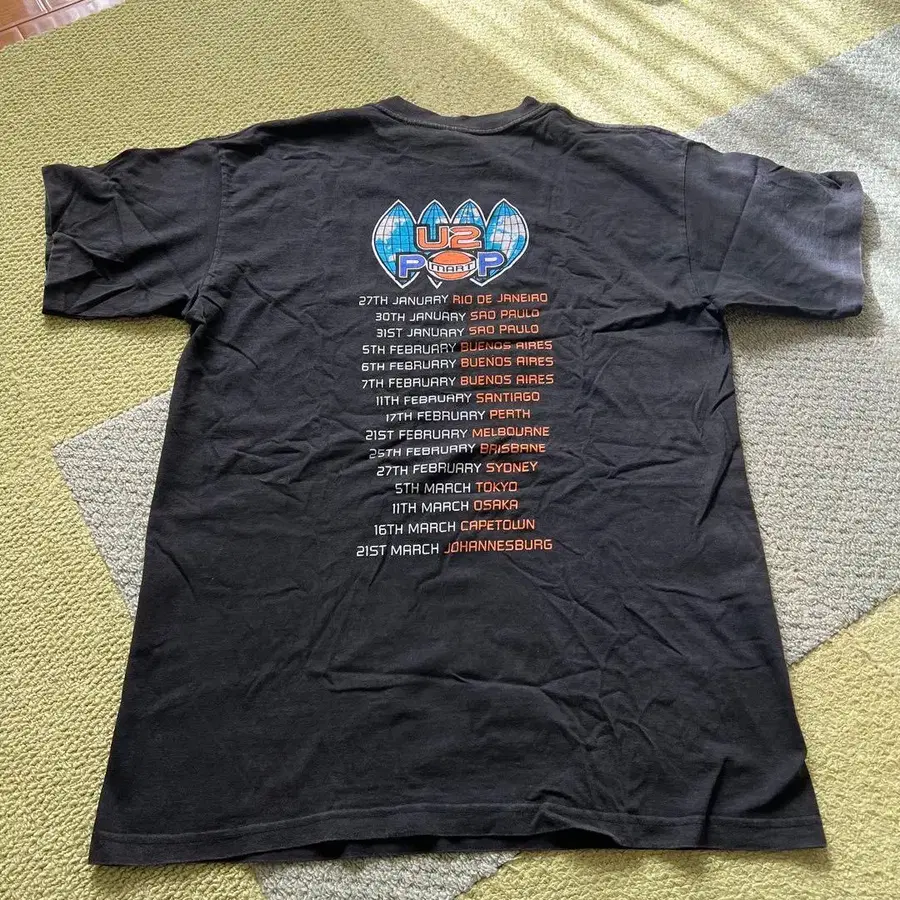 U2
POP
MART
27TH JANUARY RIO DE JANEIRO
30TH JANUARY SAO PAULO
31ST JANUARY SAO PAULO
5TH FEBRUARY BUENOS AIRES
6TH FEBRUARY BUENOS AIRES
7TH FEBRUARY BUENOS AIRES
11TH FEBRUARY SANTIAGO
17TH FEBRUARY PERTH
21ST FEBRUARY MELBOURNE
25TH FEBRUARY BRISBANE
27TH FEBRUARY SYDNEY
5TH MARCH TOKYO
11TH MARCH OSAKA
16TH MARCH CAPETOWN
21ST MARCH JOHANNESBURG